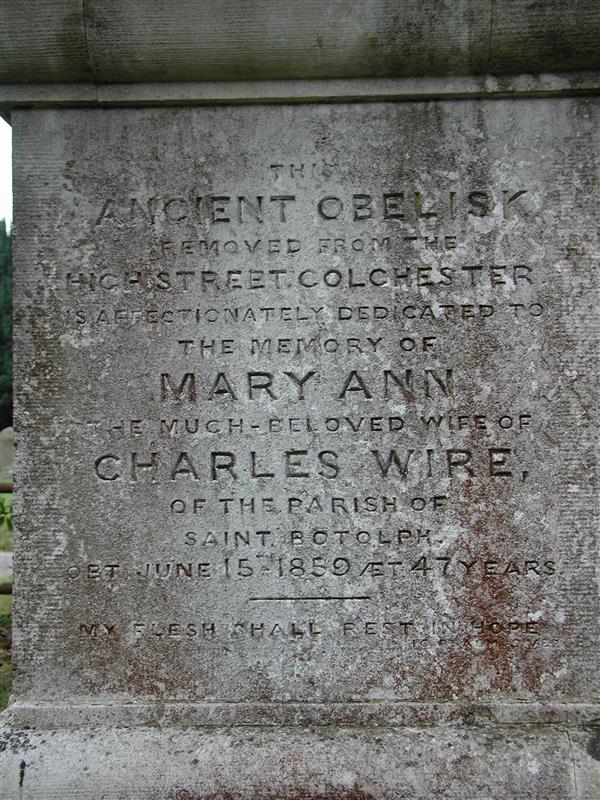 THIS
ANCIENT OBELISK
REMOVED FROM THE
HIGH STREET, COLCHESTER
IS AFFECTIONATELY DEDICATED TO
THE MEMORY OF
MARY ANN
THE MUCH-BELOVED WIFE OF
CHARLES WIRE,
OF THE PARISH OF
SAINT BOTOLPH.
OBT JUNE 15TH 1859 ÆT 47 YEARS
MY FLESH SHALL REST IN HOPE